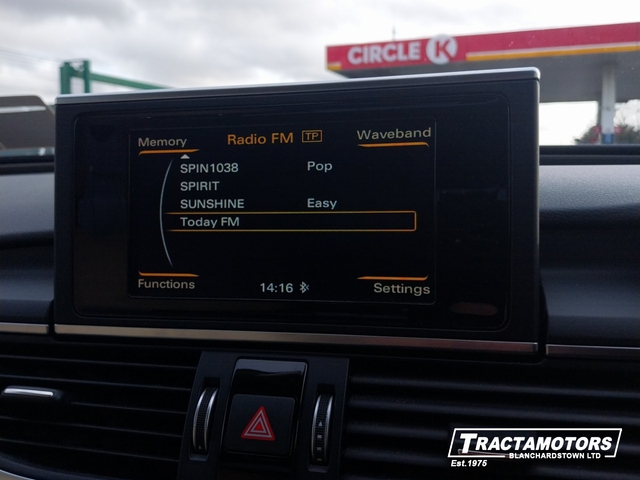 CIRCLE K
Memory Radio FM TP Waveband
SPIN1038 Pop
SPIRIT
SUNSHINE Easy
Today FM
Functions 14:16 Settings
TRACTAMOTORS
Est.1975 BLANCHARDSTOWN LTD